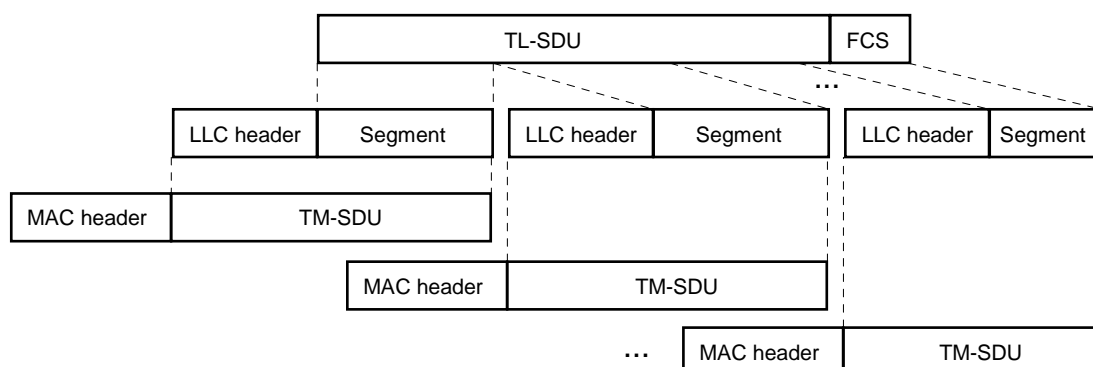 TL-SDU FCS
...
LLC header Segment LLC header Segment LLC header Segment
MAC header TM-SDU
MAC header TM-SDU
... MAC header TM-SDU